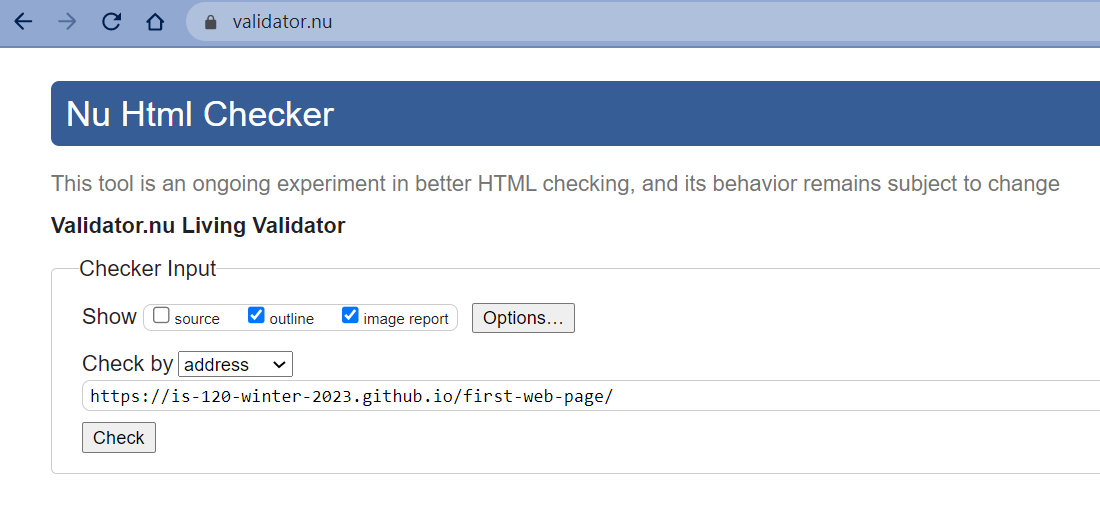 validator.nu
Nu Html Checker
This tool is an ongoing experiment in better HTML checking, and its behavior remains subject to change
Validator.nu Living Validator
Checker Input
Show source outline image report Options…
Check by address
https://is-120-winter-2023.github.io/first-web-page/
Check